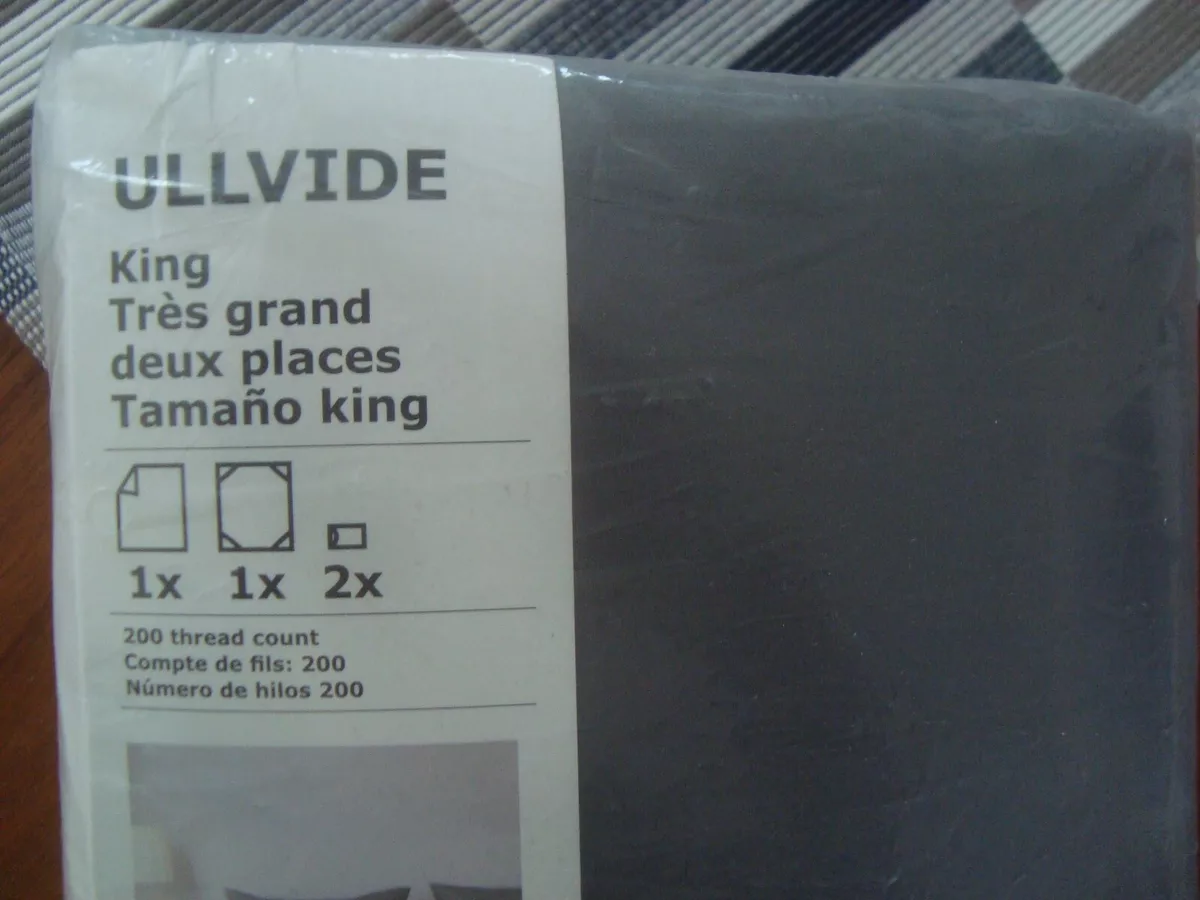 ULLVIDE
King
Très grand
deux places
Tamaño king
1x 1x 2x
200 thread count
Compte de fils: 200
Número de hilos 200